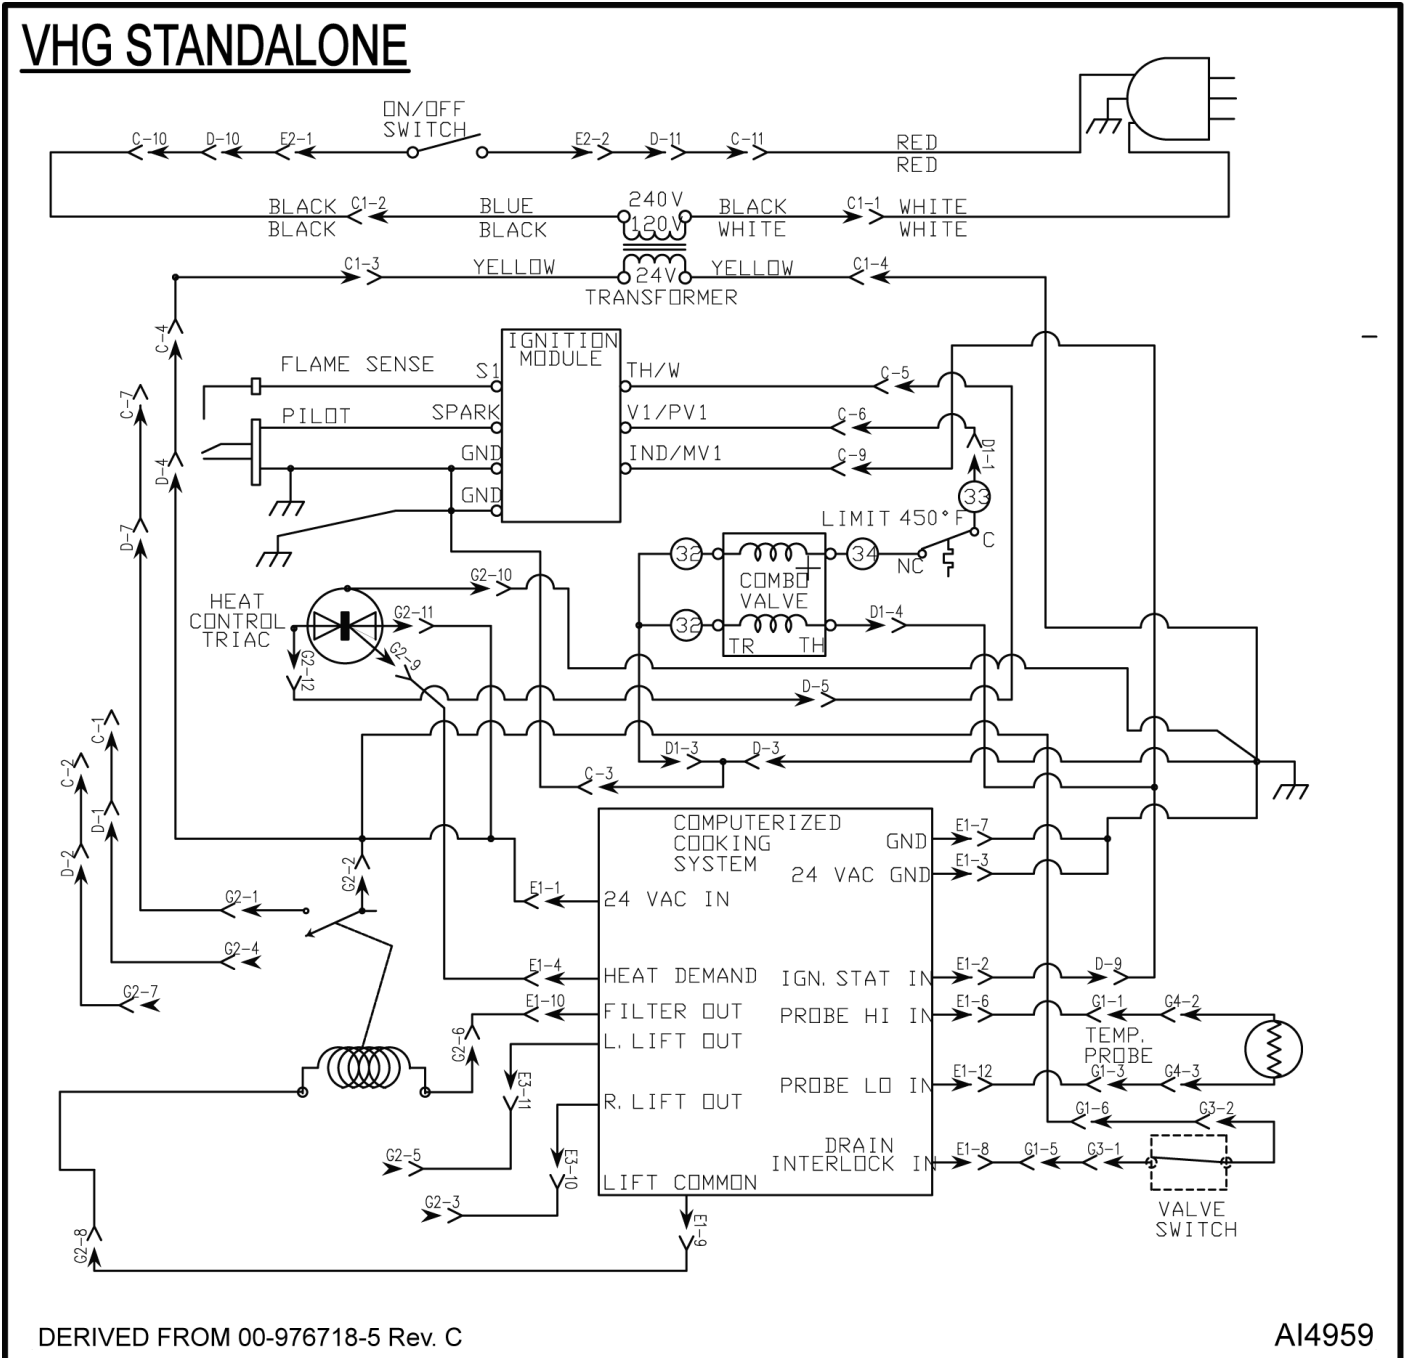 VHG STANDALONE
ON/OFF
SWITCH
C-10 D-10 E2-1 E2-2 D-11 C-11 RED
RED
BLACK C1-2 BLUE 240V BLACK C1-1 WHITE
BLACK BLACK 120V WHITE WHITE
C1-3 YELLOW 24V YELLOW C1-4
TRANSFORMER
C-4
IGNITION
MODULE
FLAME SENSE S1 TH/W C-5
C-7
PILOT SPARK V1/PV1 C-6
GND IND/MV1 C-9 D1-1
D-4
GND 33
D-7
LIMIT 450°F
C
32 34 NC
COMBO
VALVE
32 D1-4
TR TH
HEAT
CONTROL
TRIAC
G2-10
G2-11
G2-9
G2-12
D-5
C-1
C-2
D1-3 D-3
C-3
D-1
D-2
COMPUTERIZED
COOKING
SYSTEM
GND E1-7
24 VAC GND E1-3
G2-2
G2-1 E1-1 24 VAC IN
G2-4
G2-7
E1-4 HEAT DEMAND IGN. STAT IN E1-2 D-9
E1-10 FILTER OUT PROBE HI IN E1-6 G1-1 G4-2
G2-6 L. LIFT OUT
TEMP.
PROBE
E3-11
PROBE LO IN E1-12 G1-3 G4-3
R. LIFT OUT
G1-6 G3-2
G2-5 E3-10
DRAIN
INTERLOCK IN E1-8 G1-5 G3-1
G2-3 LIFT COMMON
VALVE
SWITCH
G2-8 E1-9
DERIVED FROM 00-976718-5 Rev. C AI4959